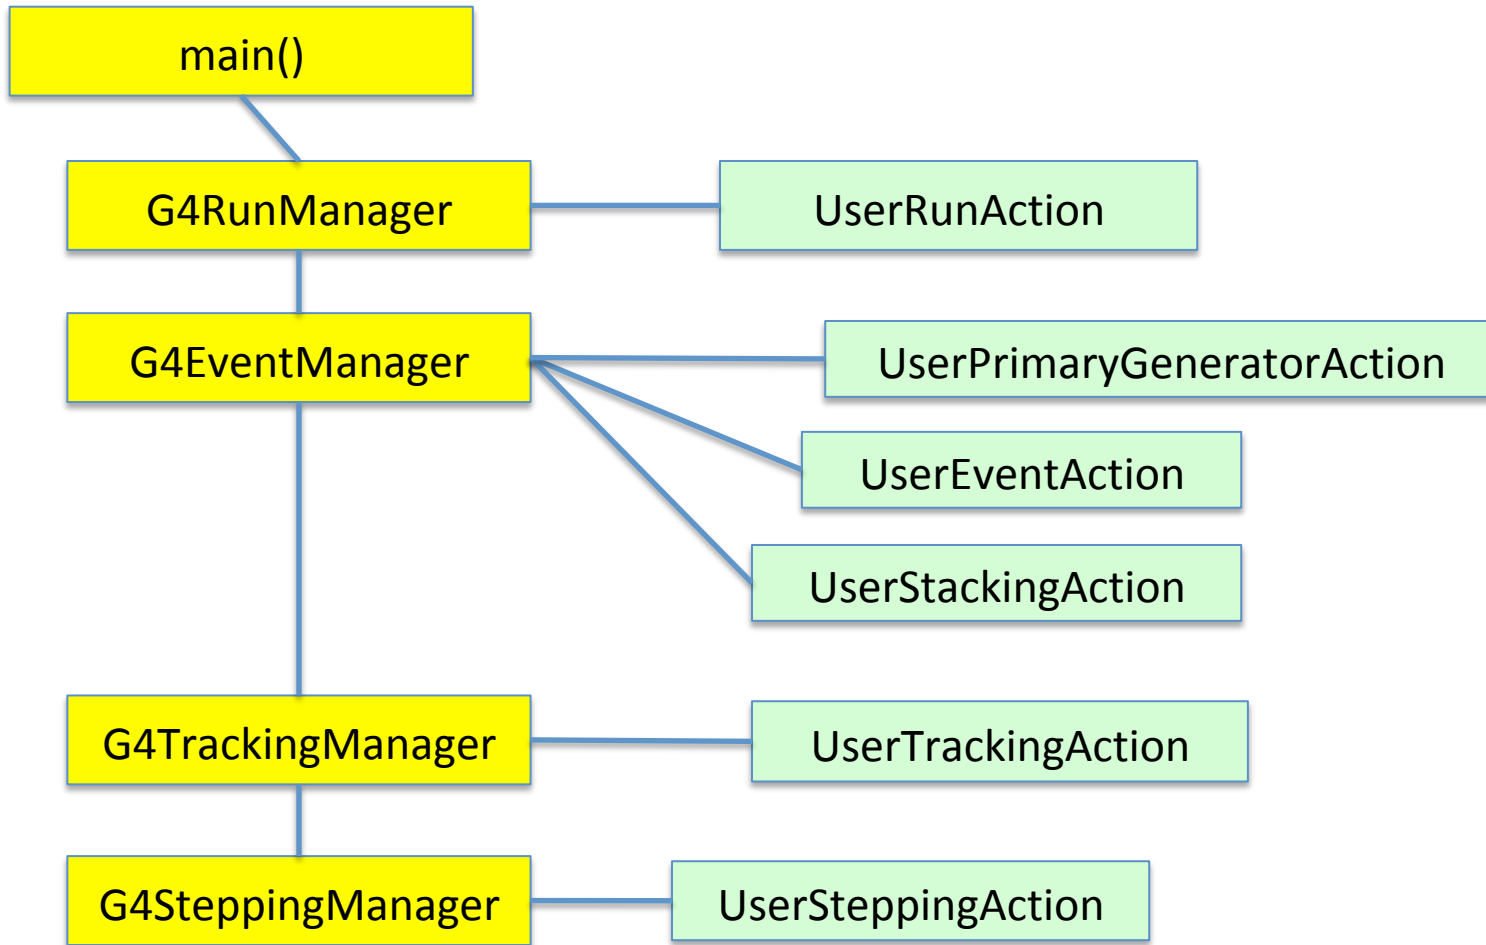 main()
G4RunManager
UserRunAction
G4EventManager
UserPrimaryGeneratorAction
UserEventAction
UserStackingAction
G4TrackingManager
UserTrackingAction
G4SteppingManager
UserSteppingAction